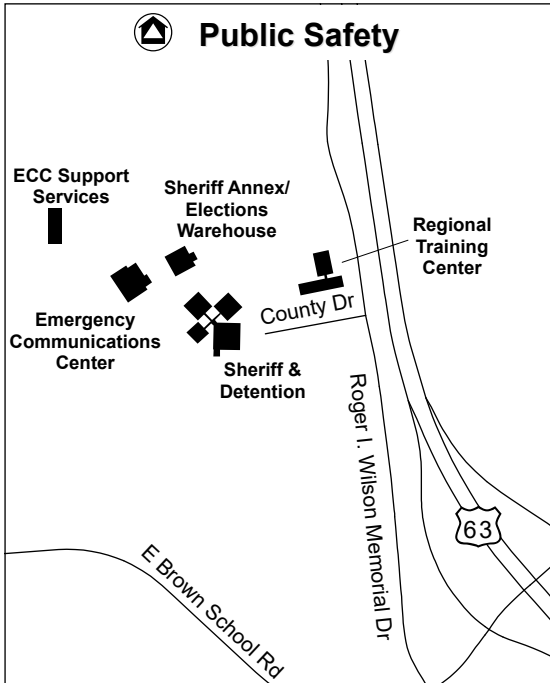 Public Safety
ECC Support
Services
Sheriff Annex/
Elections
Warehouse
Regional
Training
Center
County Dr
Emergency
Communications
Center
Sheriff &
Detention
Roger I. Wilson Memorial Dr
63
E Brown School Rd